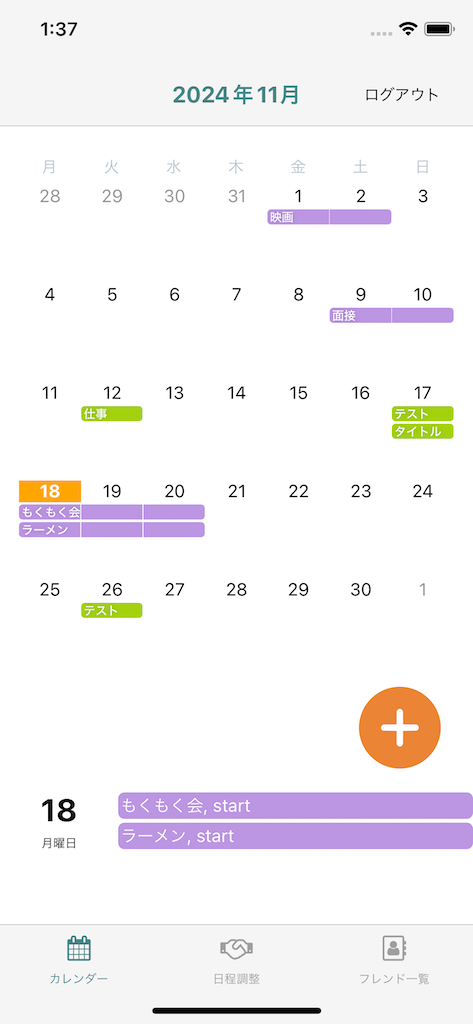 1:37
2024年11月 ログアウト
月 火 水 木 金 土 日
28 29 30 31 1 2 3
映画
4 5 6 7 8 9 10
面接
11 12 13 14 15 16 17
仕事 テスト
タイトル
18 19 20 21 22 23 24
もくもく会
ラーメン
25 26 27 28 29 30 1
テスト
18 もくもく会, start
月曜日 ラーメン, start
カレンダー 日程調整 フレンド一覧